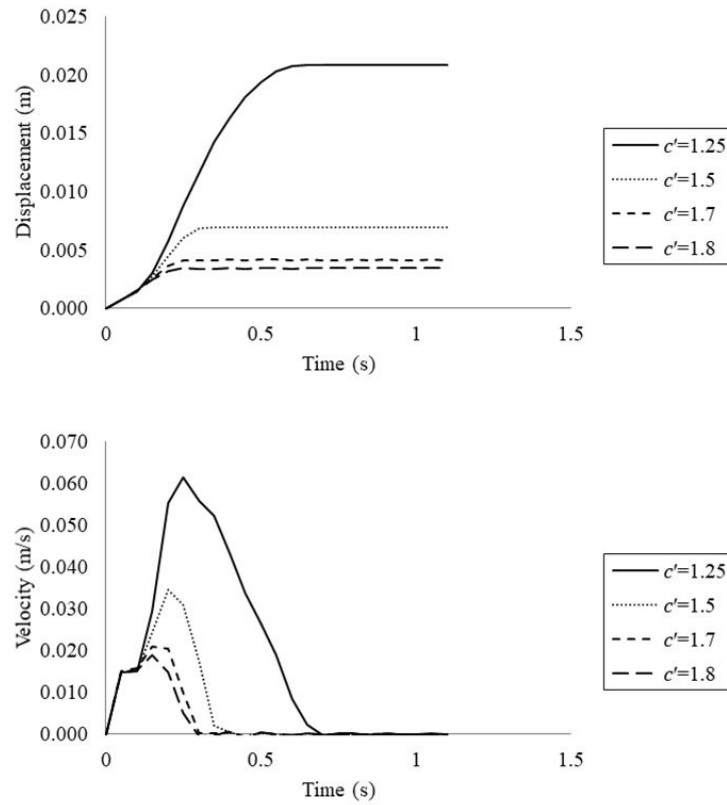 0.025
0.020
0.015
0.010
0.005
0.000
Displacement (m)
0
0.5
1
1.5
Time (s)
c'=1.25
c'=1.5
c'=1.7
c'=1.8
0.070
0.060
0.050
0.040
0.030
0.020
0.010
0.000
Velocity (m/s)
0
0.5
1
1.5
Time (s)
c'=1.25
c'=1.5
c'=1.7
c'=1.8